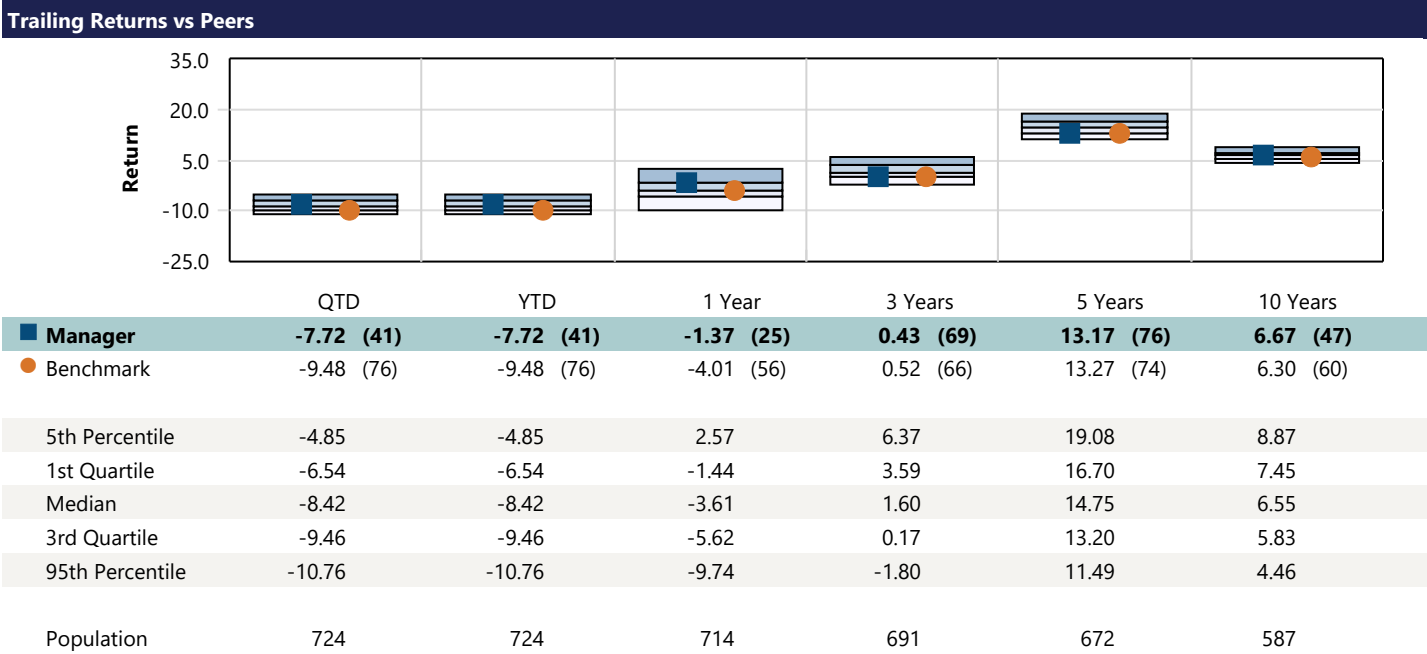 Trailing Returns vs Peers
35.0
20.0
5.0
-10.0
-25.0
Return
QTD YTD 1 Year 3 Years 5 Years 10 Years
Manager -7.72 (41) -7.72 (41) -1.37 (25) 0.43 (69) 13.17 (76) 6.67 (47)
Benchmark -9.48 (76) -9.48 (76) -4.01 (56) 0.52 (66) 13.27 (74) 6.30 (60)
5th Percentile -4.85 -4.85 2.57 6.37 19.08 8.87
1st Quartile -6.54 -6.54 -1.44 3.59 16.70 7.45
Median -8.42 -8.42 -3.61 1.60 14.75 6.55
3rd Quartile -9.46 -9.46 -5.62 0.17 13.20 5.83
95th Percentile -10.76 -10.76 -9.74 -1.80 11.49 4.46
Population 724 724 714 691 672 587